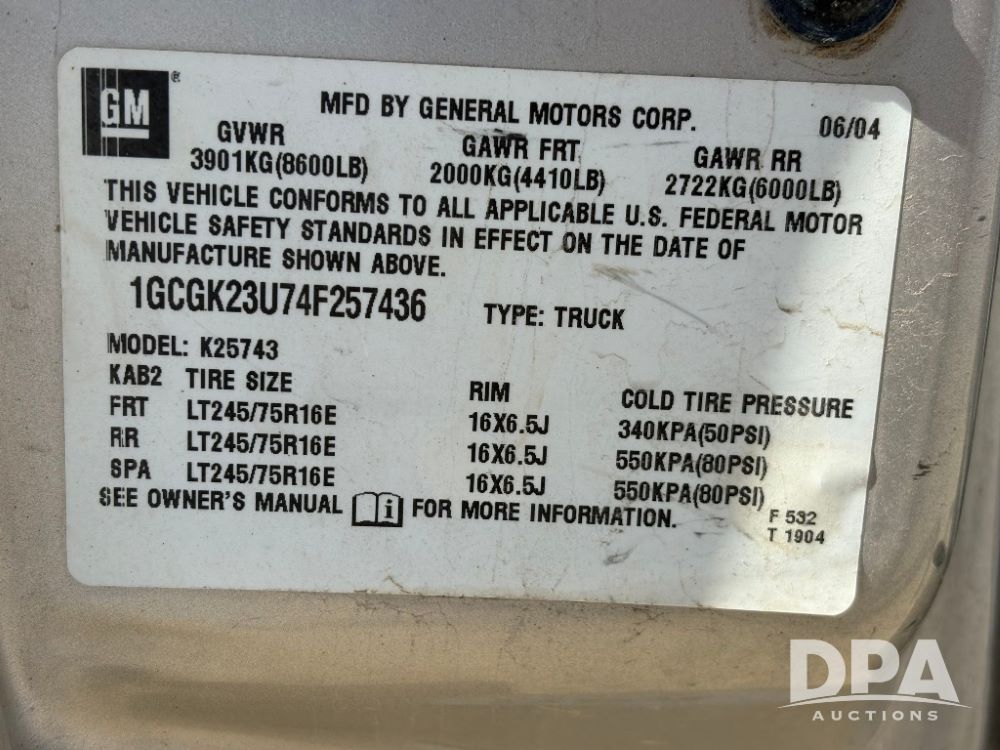 GM ®
MFD BY GENERAL MOTORS CORP. 06/04
GVWR GAWR FRT GAWR RR
3901KG(8600LB) 2000KG(4410LB) 2722KG(6000LB)
THIS VEHICLE CONFORMS TO ALL APPLICABLE U.S. FEDERAL MOTOR
VEHICLE SAFETY STANDARDS IN EFFECT ON THE DATE OF
MANUFACTURE SHOWN ABOVE.
1GCGK23U74F257436 TYPE: TRUCK
MODEL: K25743
KAB2 TIRE SIZE RIM COLD TIRE PRESSURE
FRT LT245/75R16E 16X6.5J 340KPA(50PSI)
RR LT245/75R16E 16X6.5J 550KPA(80PSI)
SPA LT245/75R16E 16X6.5J 550KPA(80PSI)
SEE OWNER'S MANUAL i FOR MORE INFORMATION.
F 532
T 1904
DPA
AUCTIONS